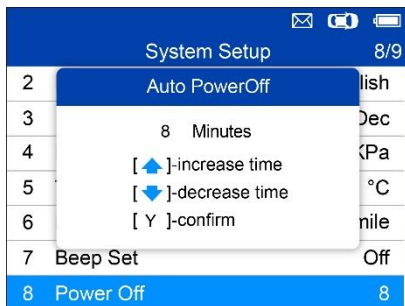 System Setup 8/9
2 lish
Auto PowerOff
3 Dec
8 Minutes
4 KPa
[ ]-increase time
5 °C
[ ]-decrease time
6 mile
[ Y ]-confirm
7 Beep Set Off
8 Power Off 8